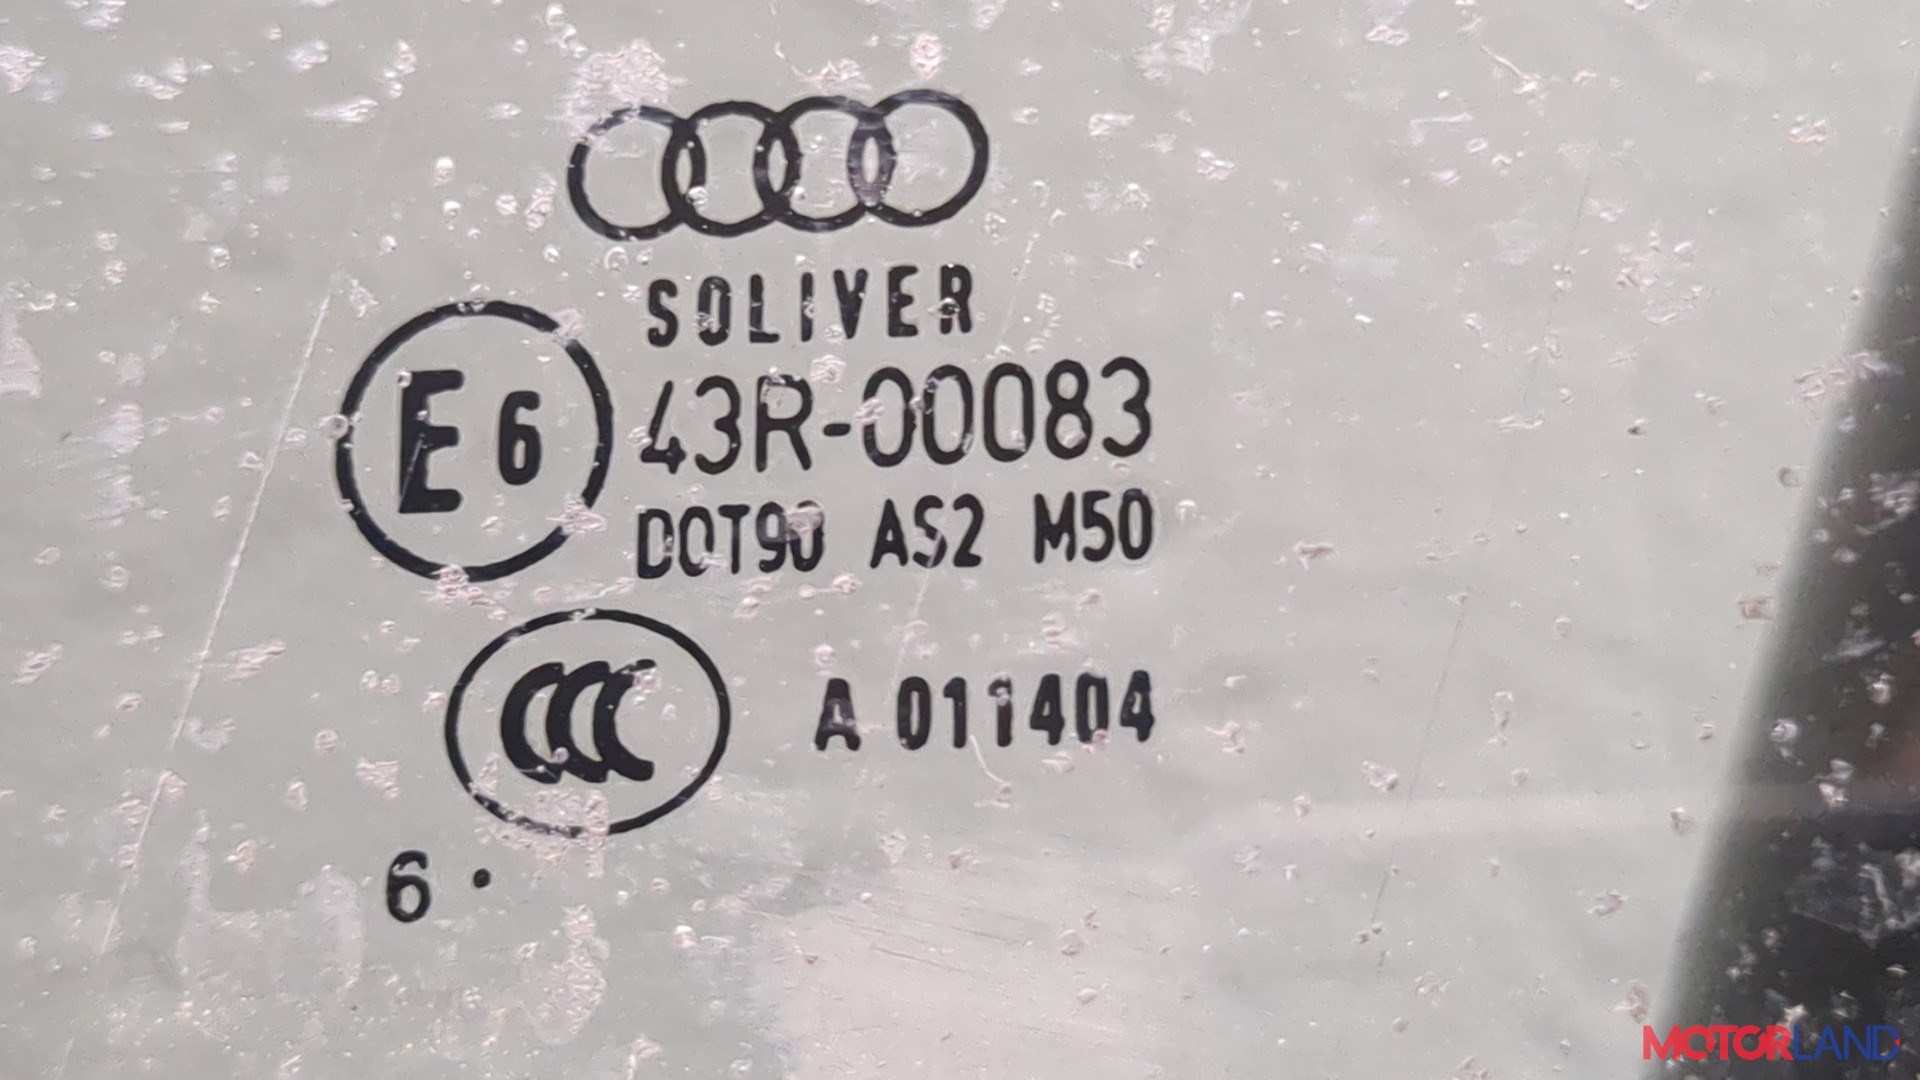 SOLIVER
E6
43R-00083
DOT90 AS2 M50
CCC
A 011404
6 •
MOTORLAND